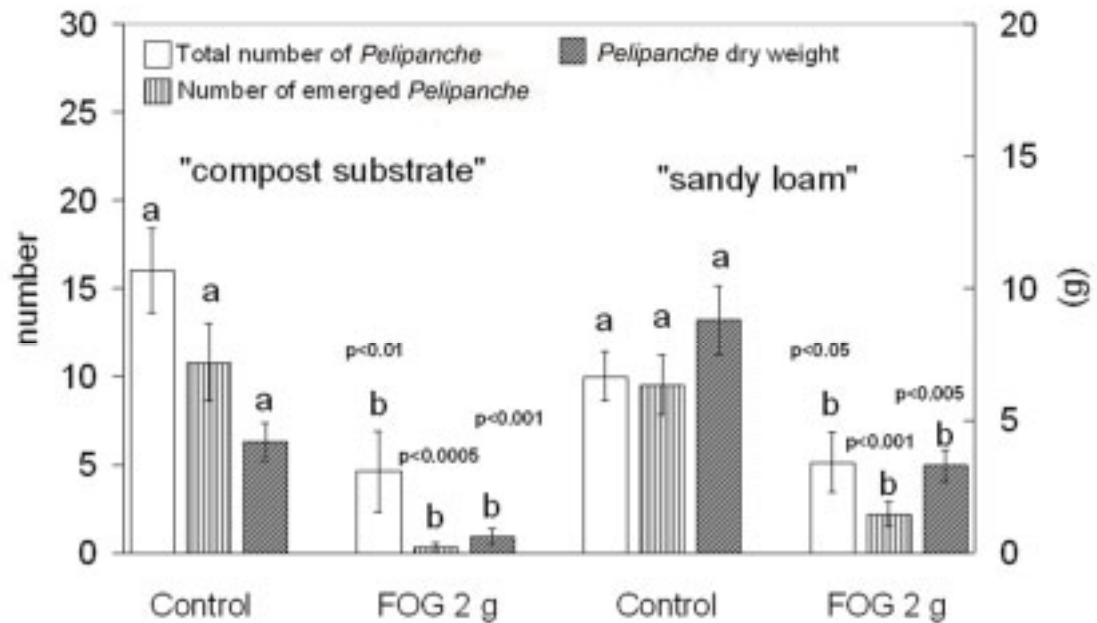 30
25
20
15
10
5
0
number
20
15
10
5
0
(g)
Total number of Pelipanche
Pelipanche dry weight
Number of emerged Pelipanche
"compost substrate"
"sandy loam"
a
a
a
p<0.01
b
p<0.0005
b
p<0.001
b
a
a
a
p<0.05
b
p<0.001
b
p<0.005
b
Control
FOG 2 g
Control
FOG 2 g